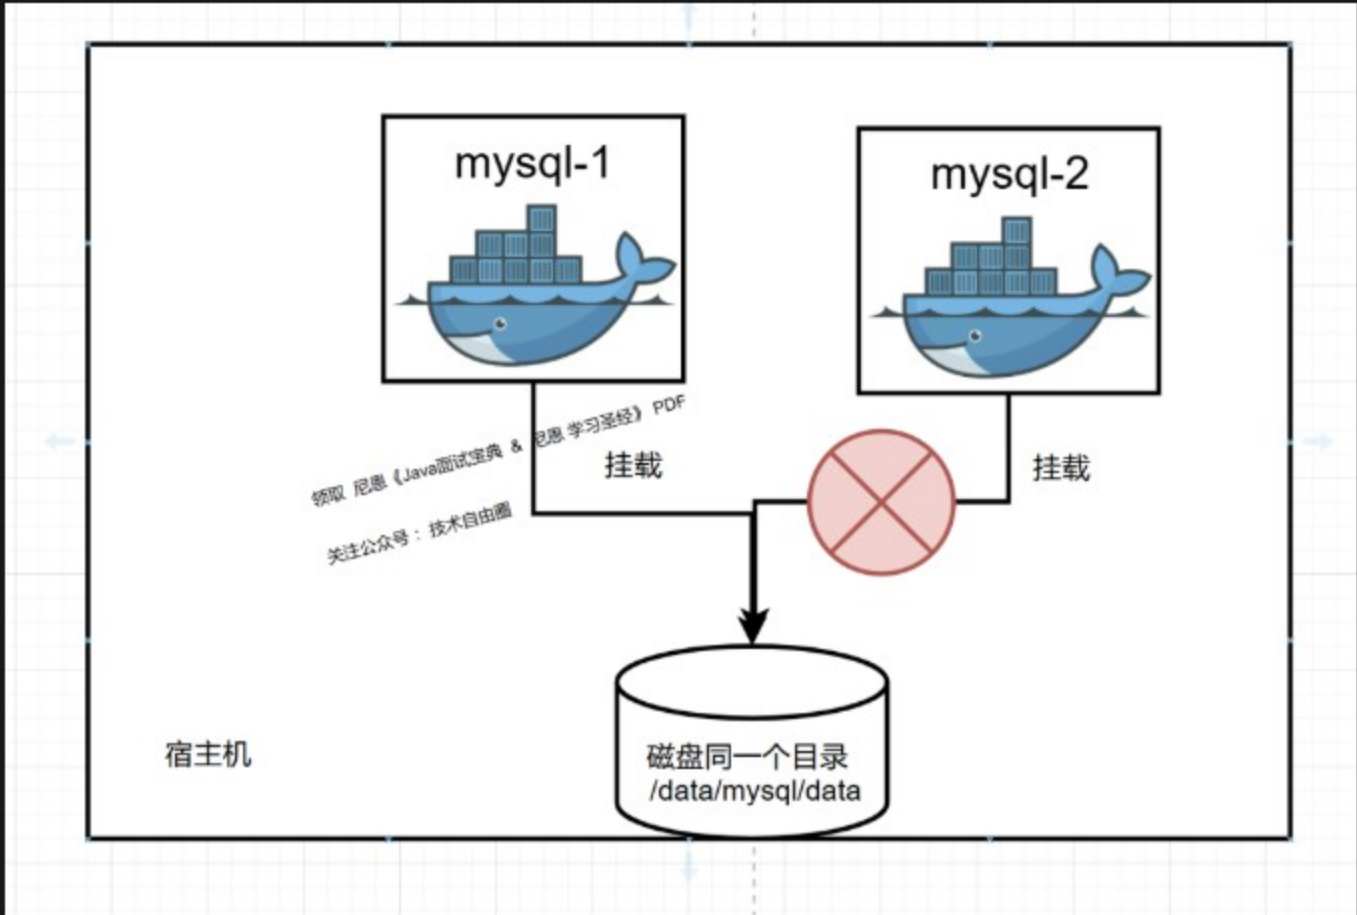 mysql-1
mysql-2
领取 尼恩《Java面试宝典 & 尼恩 学习圣经》 PDF
挂载
挂载
关注公众号： 技术自由圈
宿主机
磁盘同一个目录
/data/mysql/data